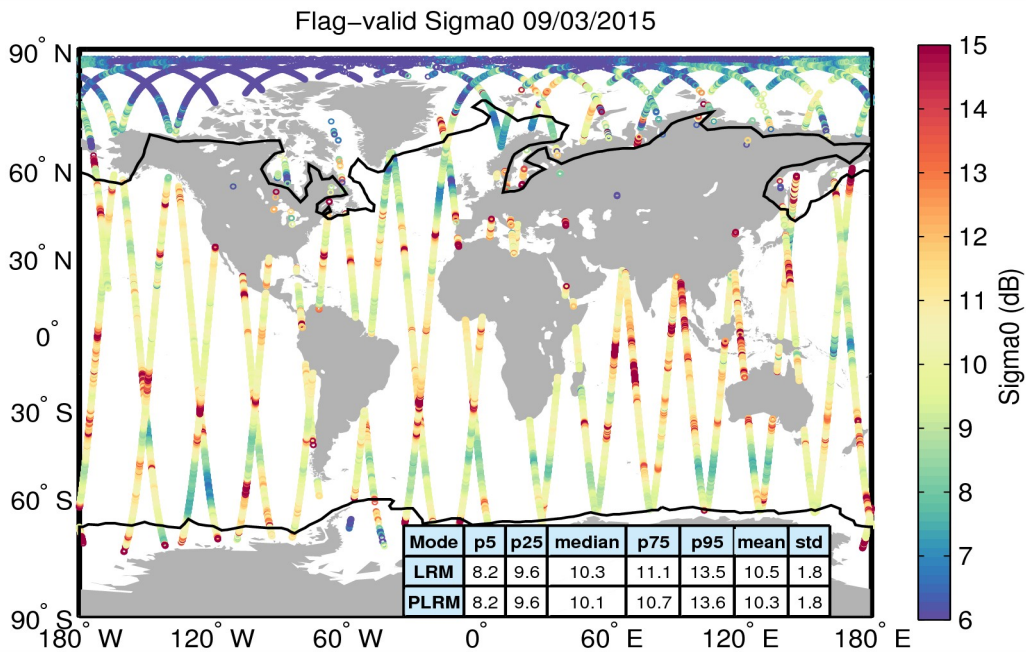 Flag−valid Sigma0 09/03/2015
90° N
60° N
30° N
0°
30° S
60° S
90° S
180° W
120° W
60° W
0°
60° E
120° E
180° E
15
14
13
12
11
10
9
8
7
6
Sigma0 (dB)
Mode p5 p25 median p75 p95 mean std
LRM 8.2 9.6 10.3 11.1 13.5 10.5 1.8
PLRM 8.2 9.6 10.1 10.7 13.6 10.3 1.8